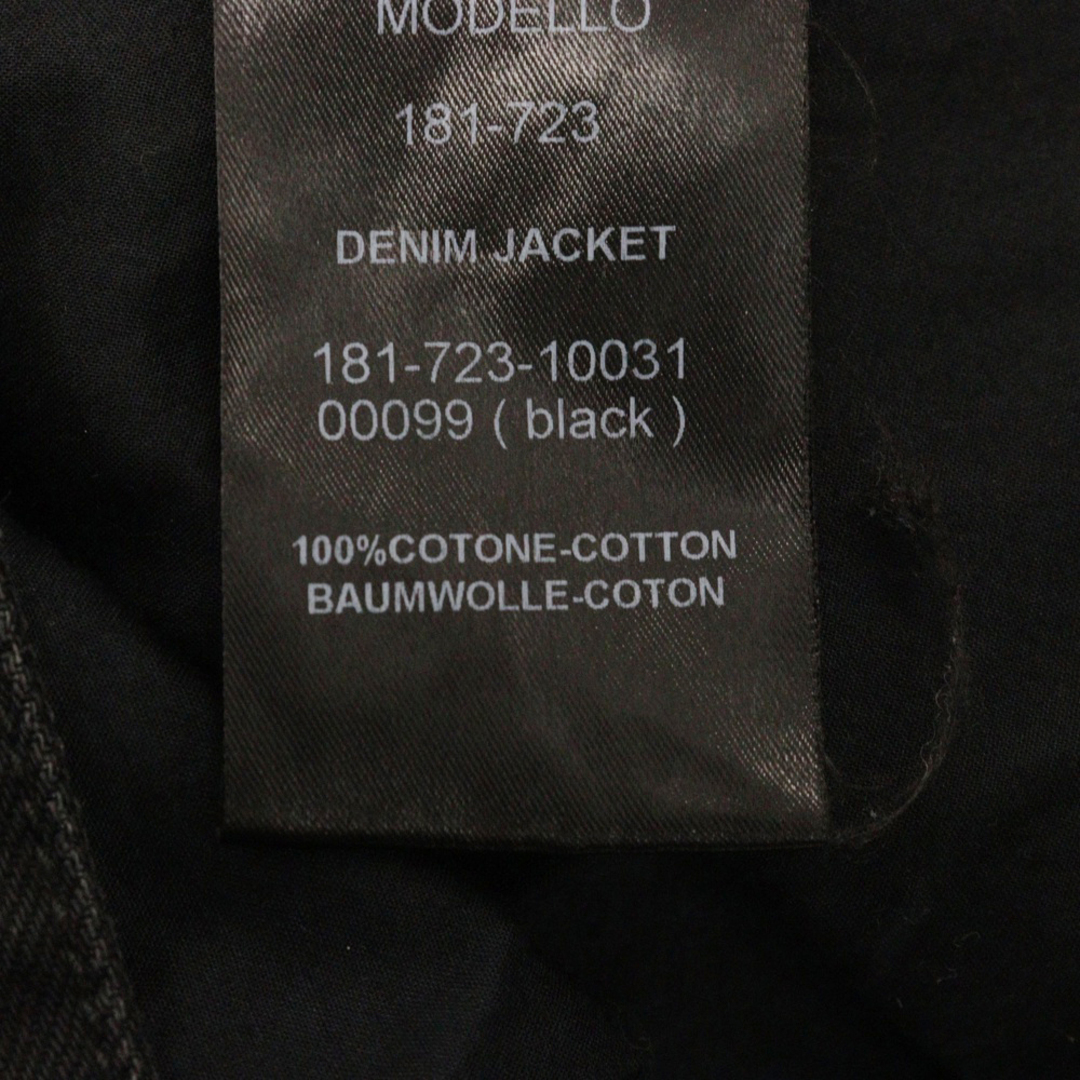 MODELLO
181-723
DENIM JACKET
181-723-10031
00099 ( black )
100%COTONE-COTTON
BAUMWOLLE-COTON